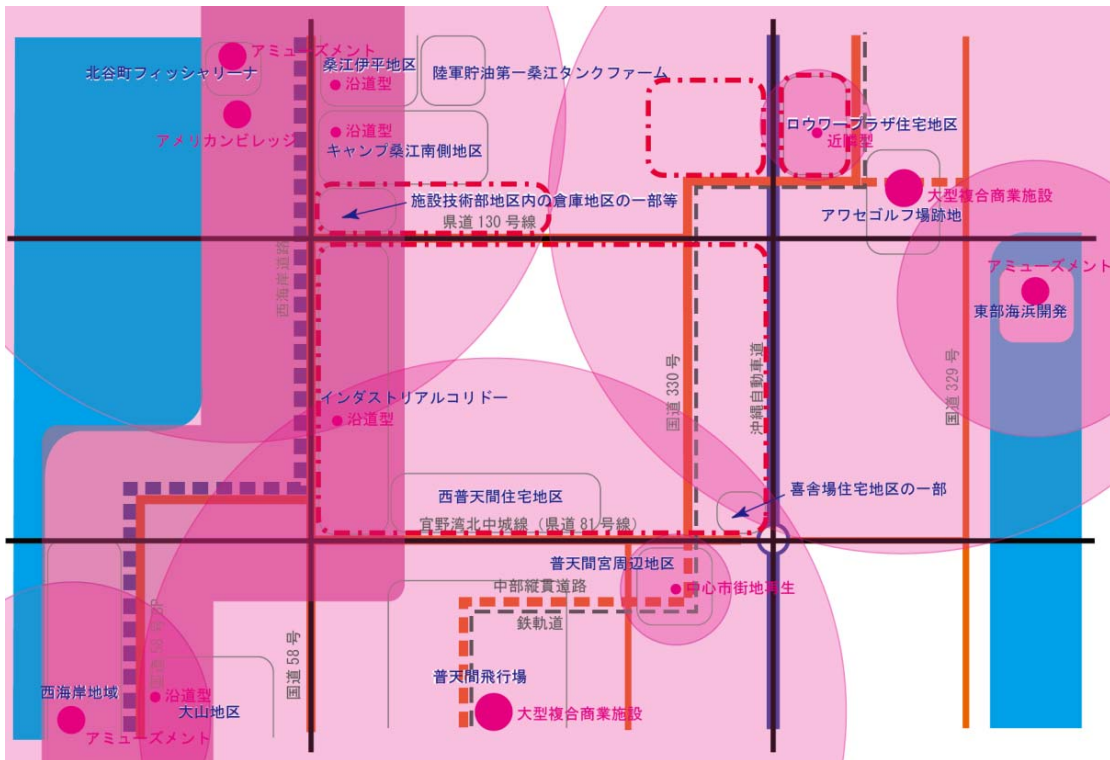 アミューズメント
北谷町フィッシャリーナ
アメリカンビレッジ
桑江伊平地区
沿道型
陸軍貯油第一桑江タンクファーム
沿道型
キャンプ桑江南側地区
施設技術部地区内の倉庫地区の一部等
県道 130 号線
ロウワープラザ住宅地区
近隣型
大型複合商業施設
アワセゴルフ場跡地
アミューズメント
東部海浜開発
西海岸道路
国道 330 号
沖縄自動車道
国道 329 号
インダストリアルコリドー
沿道型
西普天間住宅地区
喜舎場住宅地区の一部
宜野湾北中城線（県道 81 号線）
普天間宮周辺地区
中心市街地再生
中部縦貫道路
鉄軌道
国道 58 号
国道 58 号 BP
西海岸地域
アミューズメント
沿道型
大山地区
普天間飛行場
大型複合商業施設